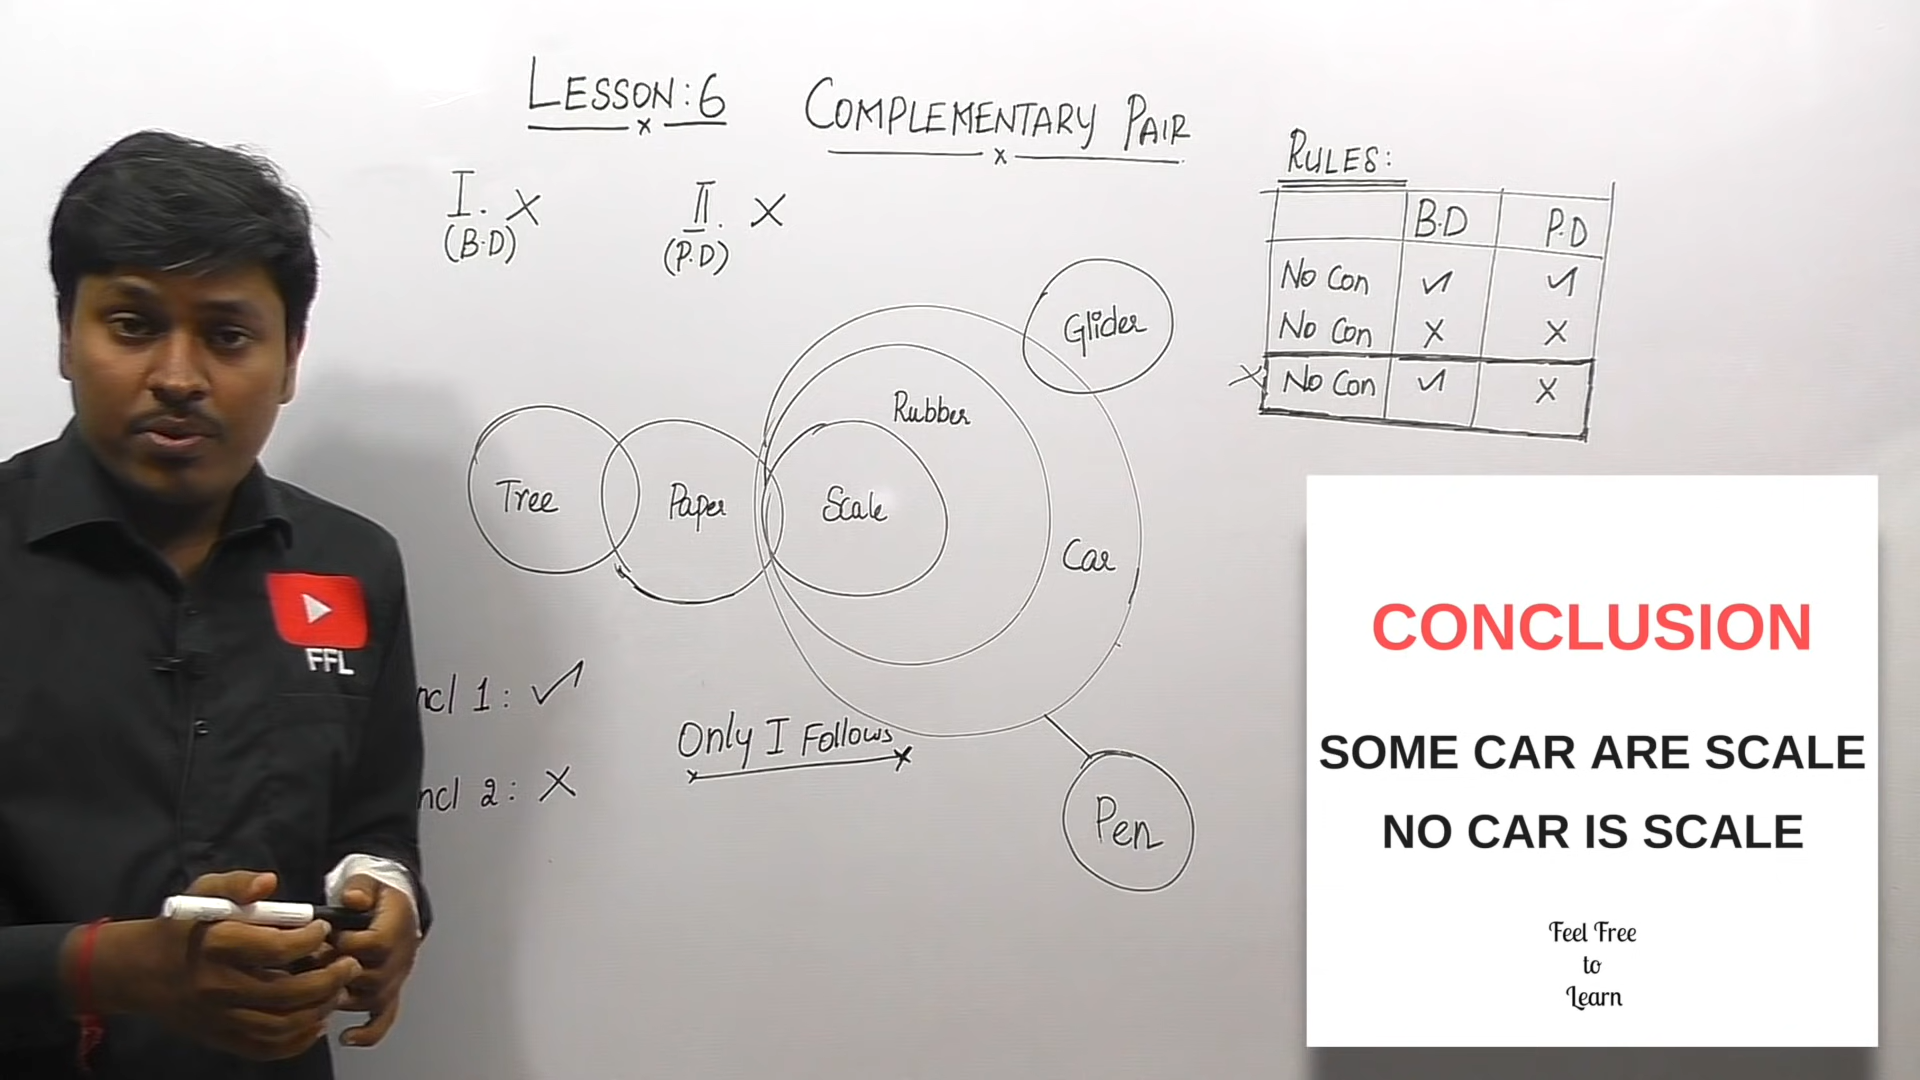 LESSON: 6 COMPLEMENTARY PAIR
I. X II. X
(B.D) (P.D)
RULES:
B.D P.D
No Con ✓ ✓
No Con X X
X No Con ✓ X
Glider
Rubber
Tree Paper Scale
Car
Pen
ncl 1: ✓
ncl 2: X
Only I Follows
FFL
CONCLUSION
SOME CAR ARE SCALE
NO CAR IS SCALE
Feel Free
to
Learn